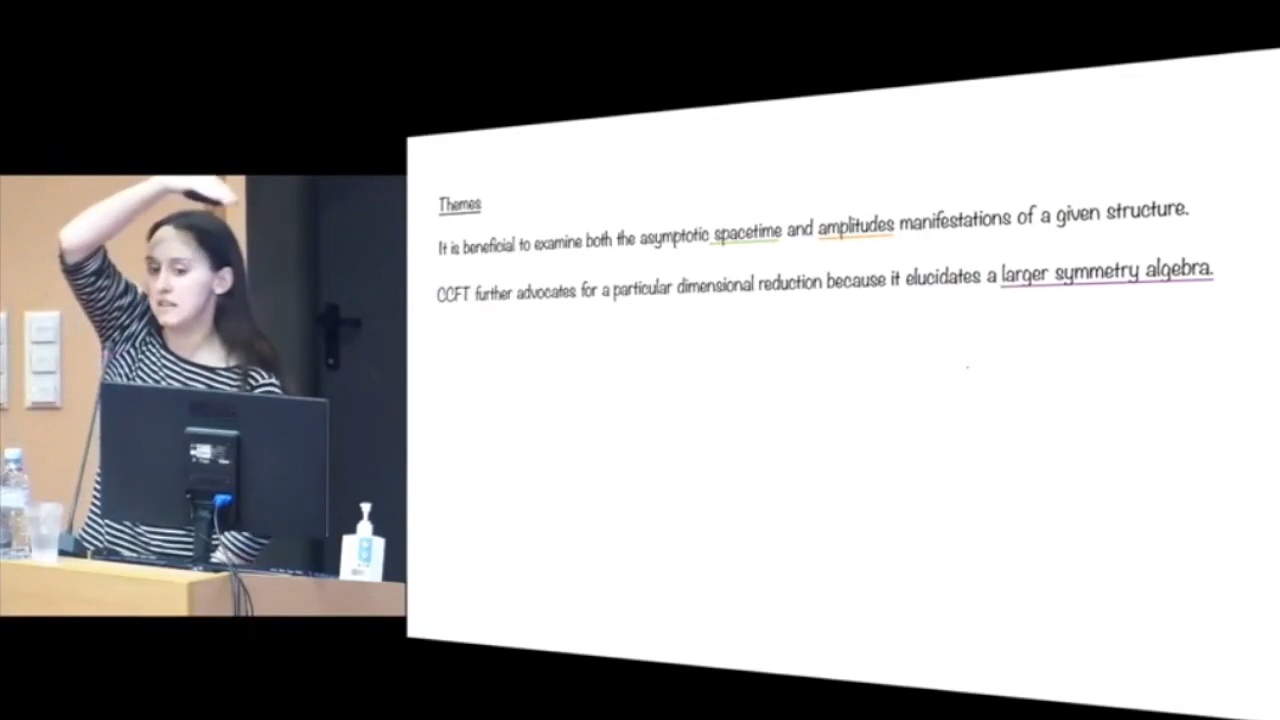 Themes
It is beneficial to examine both the asymptotic spacetime and amplitudes manifestations of a given structure.
CCFT further advocates for a particular dimensional reduction because it elucidates a larger symmetry algebra.